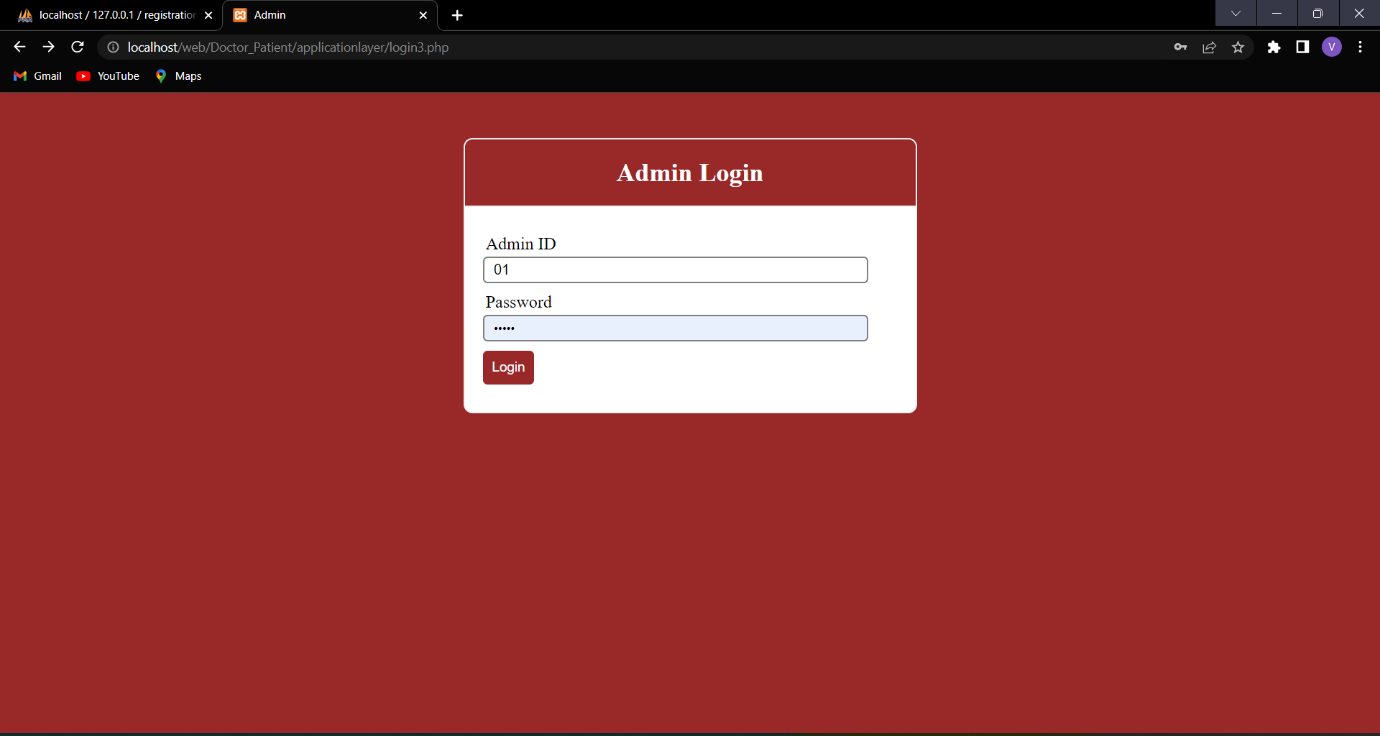 localhost / 127.0.0.1 / registration
Admin
localhost/web/Doctor_Patient/applicationlayer/login3.php
V
Gmail
YouTube
Maps
Admin Login
Admin ID
01
Password
•••••
Login